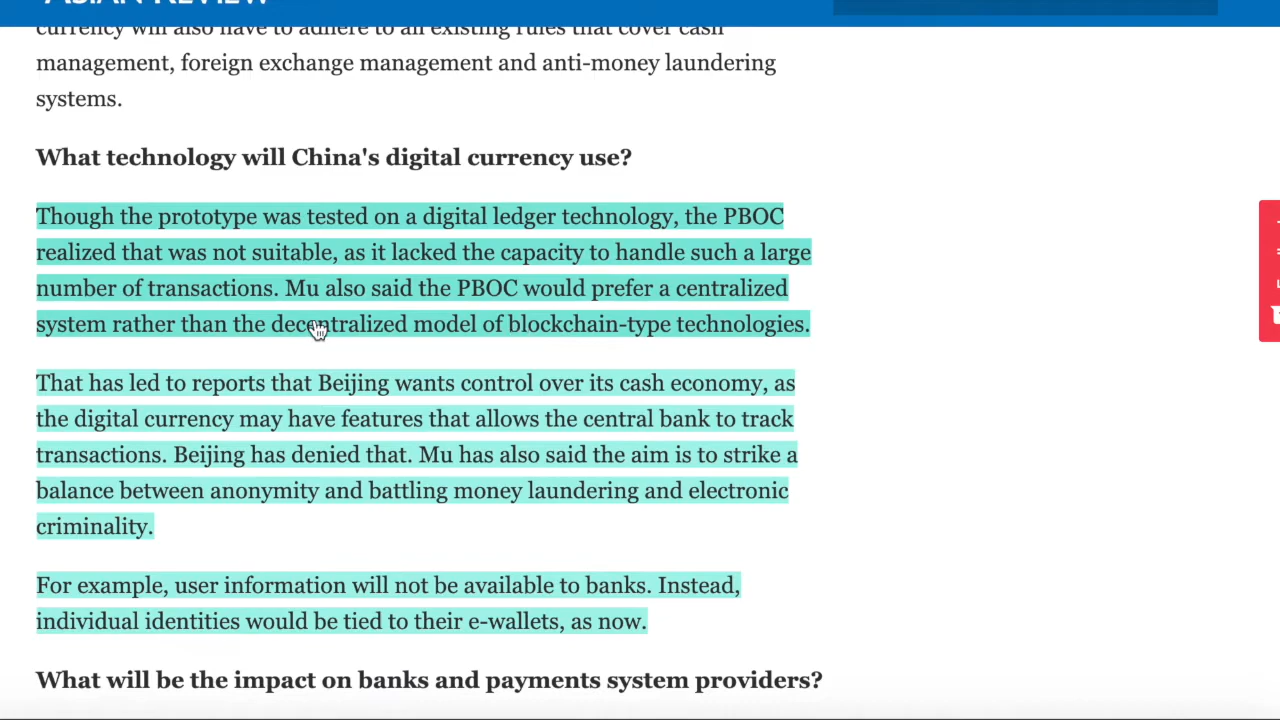 ASIAN REVIEW
currency will also have to adhere to all existing rules that cover cash
management, foreign exchange management and anti-money laundering
systems.
What technology will China's digital currency use?
Though the prototype was tested on a digital ledger technology, the PBOC
realized that was not suitable, as it lacked the capacity to handle such a large
number of transactions. Mu also said the PBOC would prefer a centralized
system rather than the decentralized model of blockchain-type technologies.
That has led to reports that Beijing wants control over its cash economy, as
the digital currency may have features that allows the central bank to track
transactions. Beijing has denied that. Mu has also said the aim is to strike a
balance between anonymity and battling money laundering and electronic
criminality.
For example, user information will not be available to banks. Instead,
individual identities would be tied to their e-wallets, as now.
What will be the impact on banks and payments system providers?